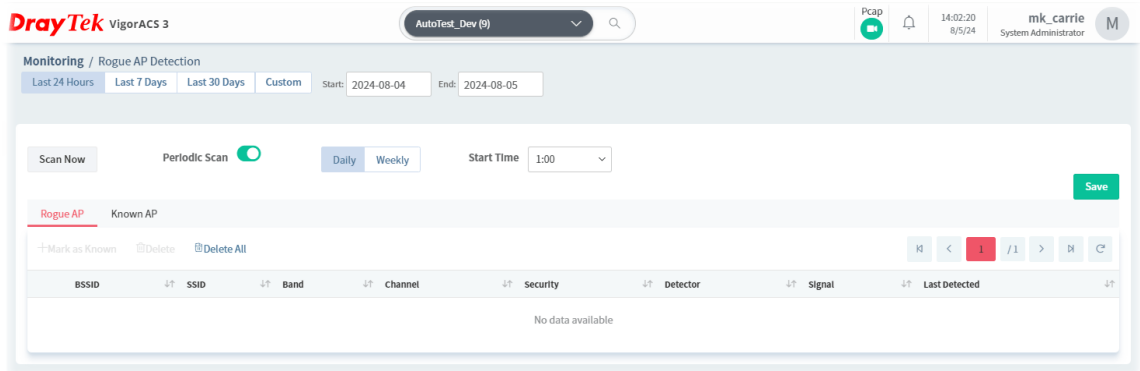 DrayTek VigorACS 3
AutoTest_Dev (9)
Pcap
14:02:20
8/5/24
mk_carrie
System Administrator
M
Monitoring / Rogue AP Detection
Last 24 Hours Last 7 Days Last 30 Days Custom Start: 2024-08-04 End: 2024-08-05
Scan Now Periodic Scan Daily Weekly Start Time 1:00
Save
Rogue AP Known AP
+Mark as Known Delete Delete All 1 / 1
BSSID SSID Band Channel Security Detector Signal Last Detected
No data available